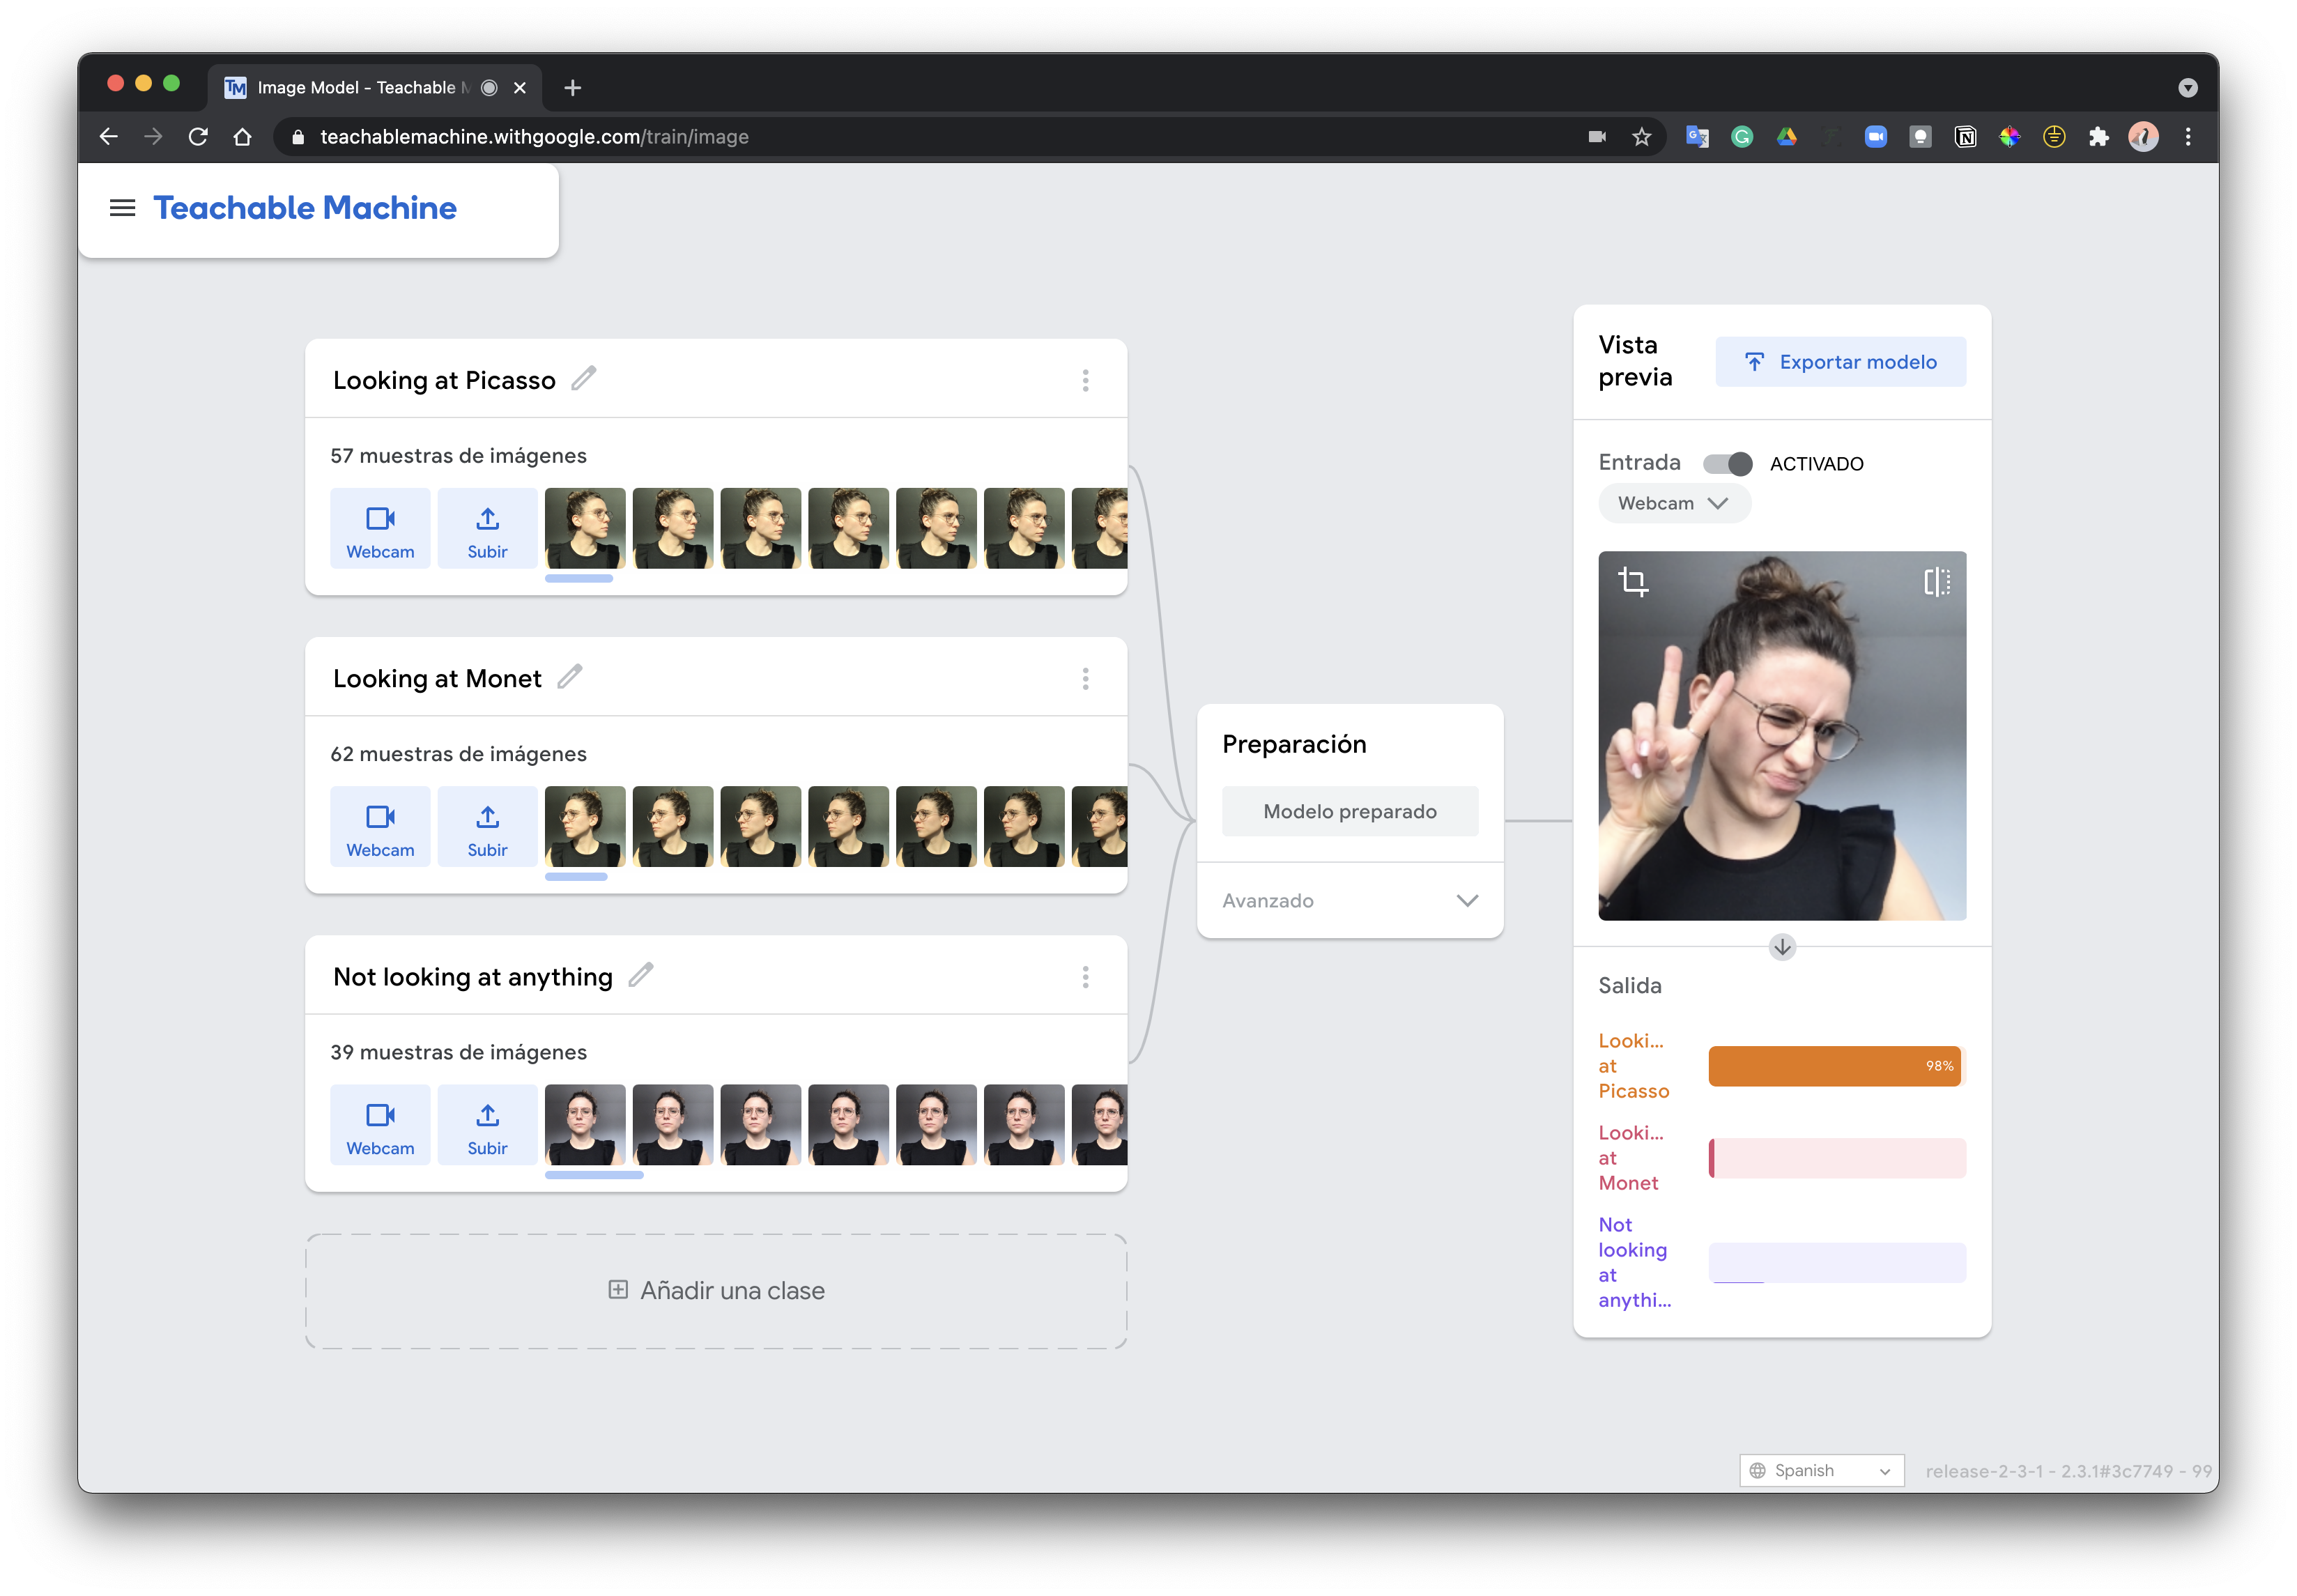 Image Model - Teachable M
teachablemachine.withgoogle.com/train/image
Teachable Machine
Looking at Picasso
57 muestras de imágenes
Webcam
Subir
Looking at Monet
62 muestras de imágenes
Webcam
Subir
Not looking at anything
39 muestras de imágenes
Webcam
Subir
Añadir una clase
Preparación
Modelo preparado
Avanzado
Vista
previa
Exportar modelo
Entrada
ACTIVADO
Webcam
Salida
Looki...
at
Picasso
98%
Looki...
at
Monet
Not
looking
at
anythi...
Spanish
release-2-3-1 - 2.3.1#3c7749 - 99